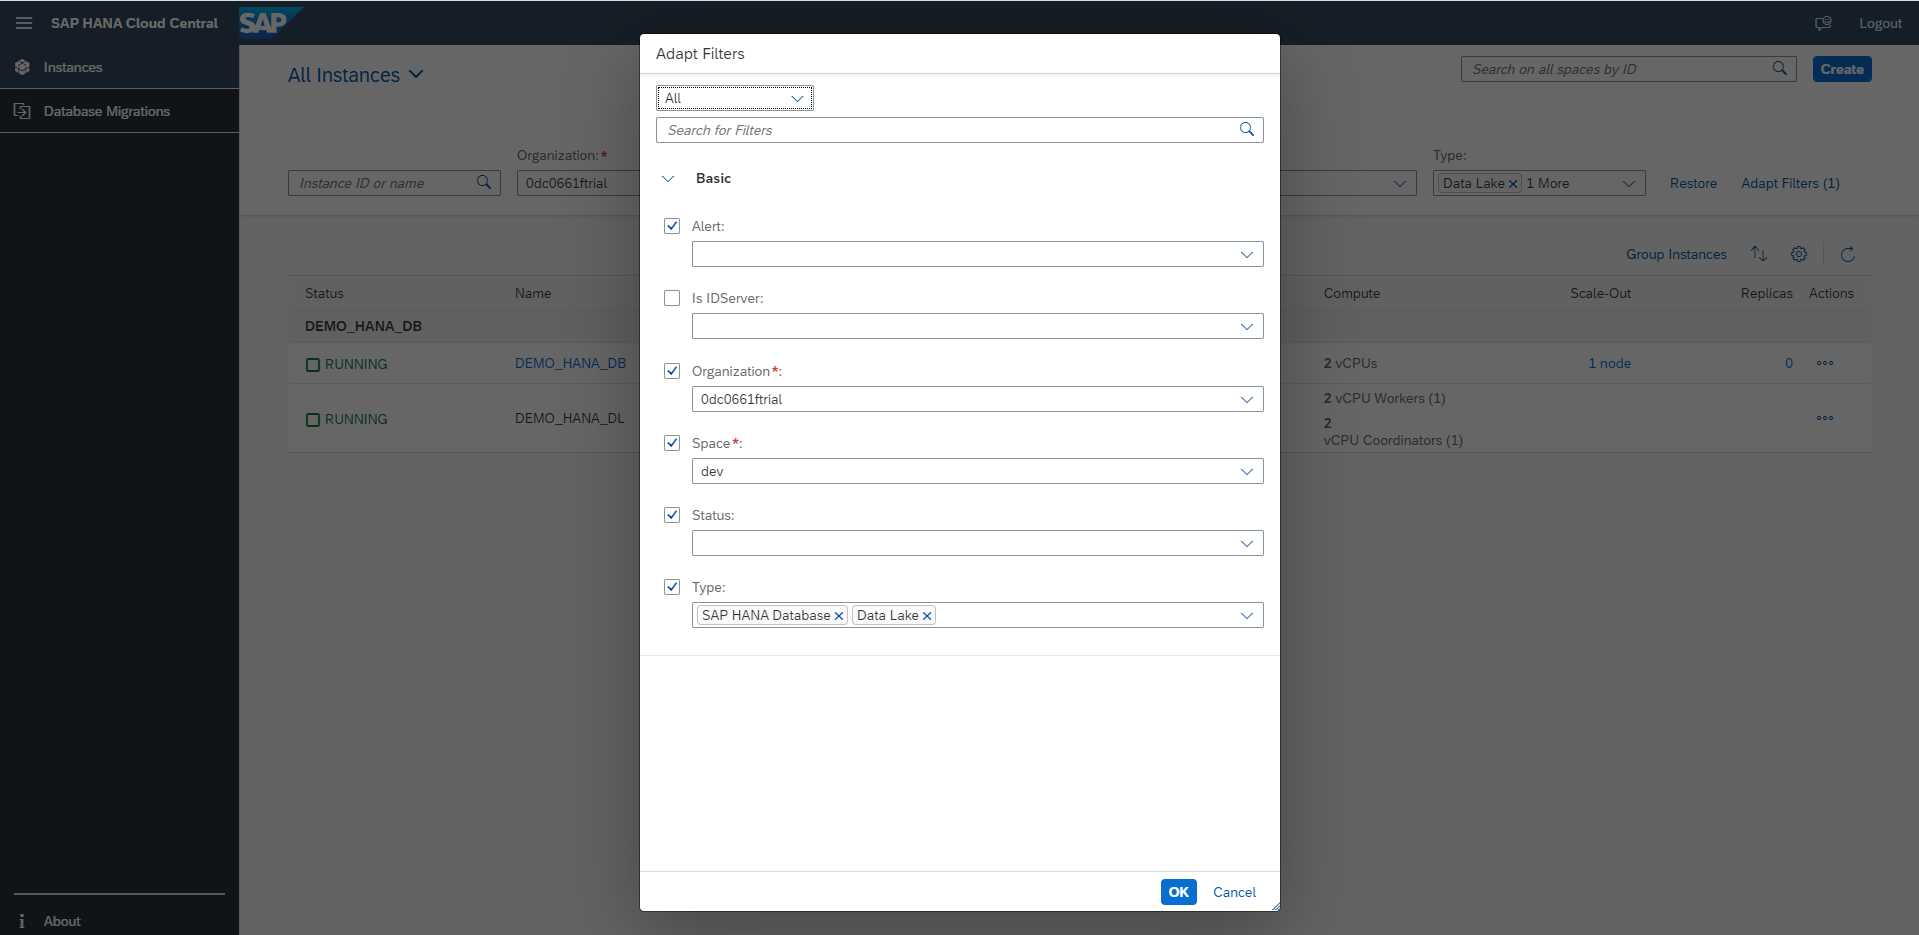 SAP HANA Cloud Central
SAP
Logout
Instances
Database Migrations
About
All Instances
Search on all spaces by ID
Create
Instance ID or name
Organization:*
0dc0661ftrial
Type:
Data Lake 1 More
Restore
Adapt Filters (1)
Group Instances
Status Name Compute Scale-Out Replicas Actions
DEMO_HANA_DB
RUNNING DEMO_HANA_DB 2 vCPUs 1 node 0
RUNNING DEMO_HANA_DL 2 vCPU Workers (1)
2
vCPU Coordinators (1)
Adapt Filters
All
Search for Filters
Basic
Alert:
Is IDServer:
Organization*:
0dc0661ftrial
Space*:
dev
Status:
Type:
SAP HANA Database Data Lake
OK Cancel